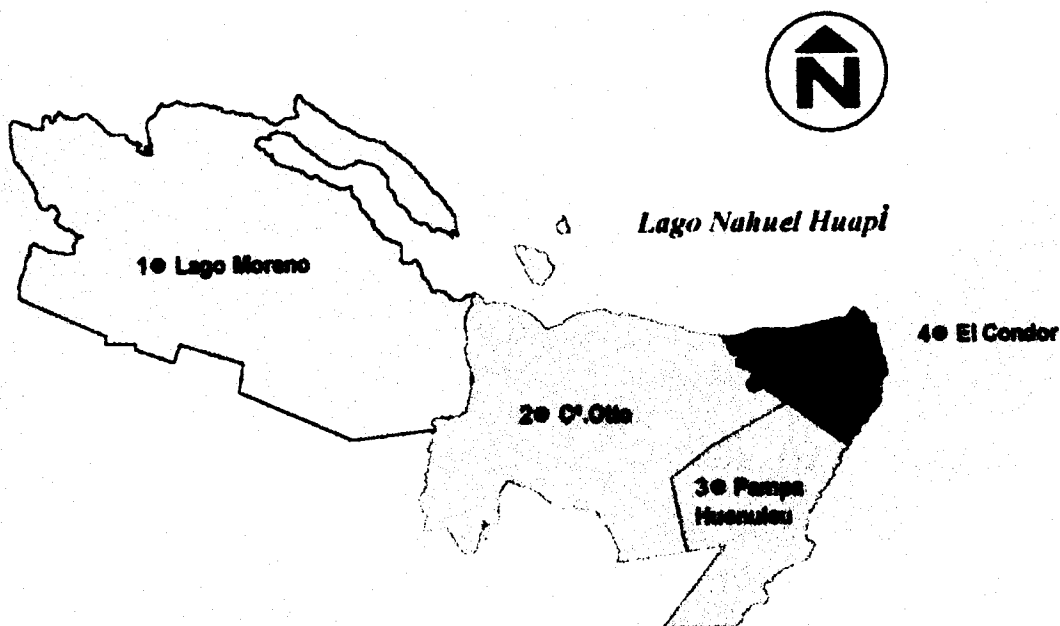 N
Lago Nahuel Huapi
1● Lago Moreno
4● El Condor
2● Cº.Otto
3● Pampa
Huenuleu